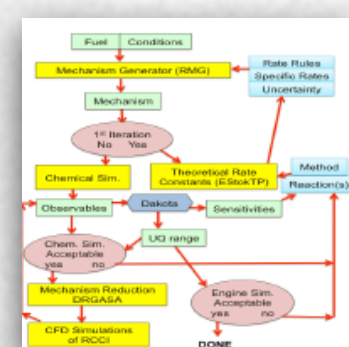 Fuel Conditions
Rate Rules
Specific Rates
Uncertainty
Mechanism Generator (RMG)
Mechanism
1st Iteration
No Yes
Chemical Sim.
Theoretical Rate
Constants (EStokTP)
Method
Reaction(s)
Observables
Dakota
Sensitivities
Chem. Sim.
Acceptable
yes no
UQ range
Mechanism Reduction
DRGASA
Engine Sim.
Acceptable
yes no
CFD Simulations
of RCCI
DONE